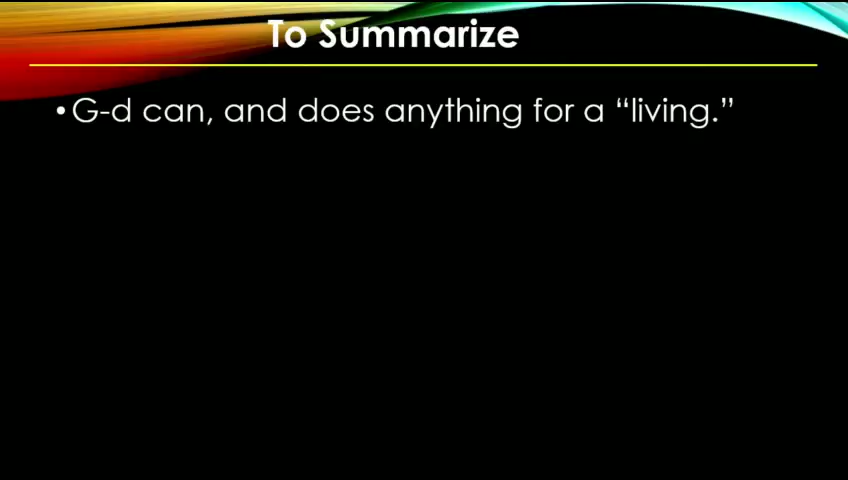 To Summarize
•G-d can, and does anything for a “living.”